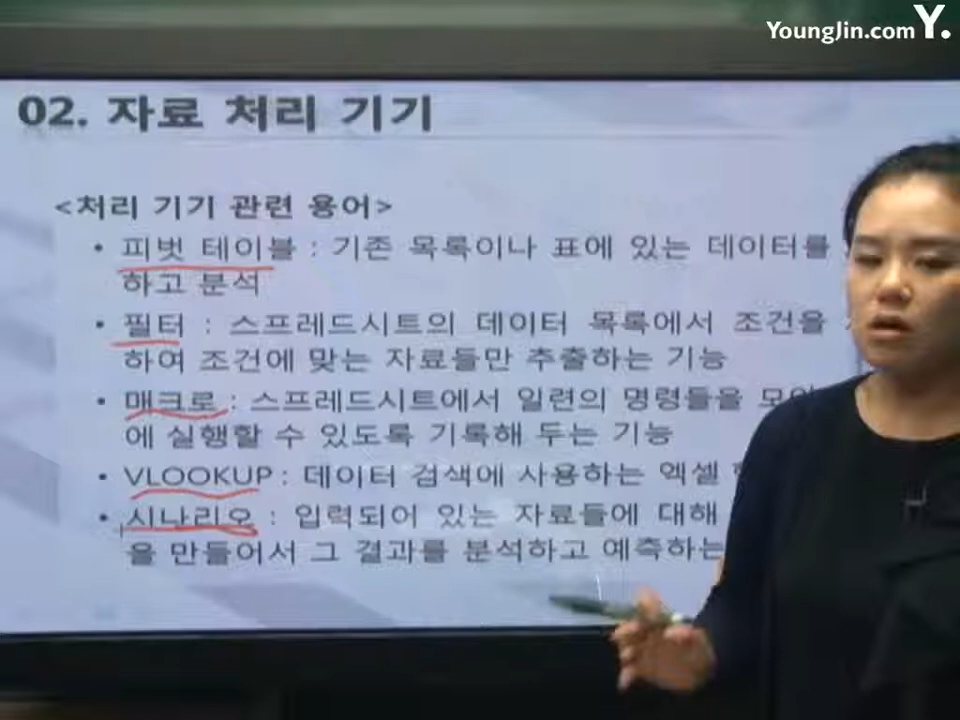 YoungJin.com Y.
02. 자료 처리 기기
<처리 기기 관련 용어>
• 피벗 테이블 : 기존 목록이나 표에 있는 데이터를
하고 분석
• 필터 : 스프레드시트의 데이터 목록에서 조건을
하여 조건에 맞는 자료들만 추출하는 기능
• 매크로 : 스프레드시트에서 일련의 명령들을
에 실행할 수 있도록 기록해 두는 기능
• VLOOKUP : 데이터 검색에 사용하는 엑셀
• 시나리오 : 입력되어 있는 자료들에 대해
을 만들어서 그 결과를 분석하고 예측하는